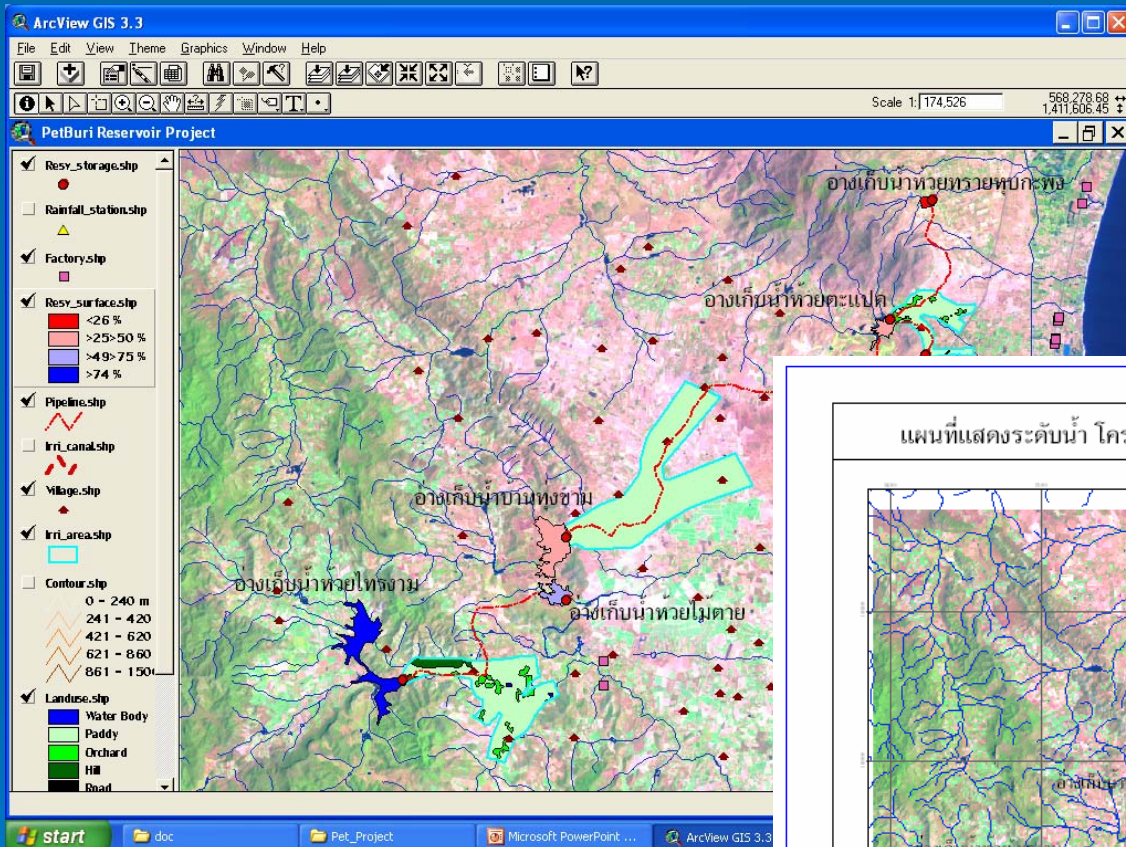 ArcView GIS 3.3
File Edit View Theme Graphics Window Help
Scale 1: 174,526
568,278.68
1,411,606.45
PetBuri Reservoir Project
Resv_storage.shp
Rainfall_station.shp
Factory.shp
Resv_surface.shp
<26 %
>25>50 %
>49>75 %
>74 %
Pipeline.shp
Irri_canal.shp
Village.shp
Irri_area.shp
Contour.shp
0 - 240 m
241 - 420
421 - 620
621 - 860
861 - 150
Landuse.shp
Water Body
Paddy
Orchard
Hill
Road
อ่างเก็บน้ำห้วยทรายหุบกะพง
อ่างเก็บน้ำห้วยตะแปด
อ่างเก็บน้ำบ้านทุ่งขาม
อ่างเก็บน้ำห้วยไทรงาม
อ่างเก็บน้ำห้วยไม้ตาย
แผนที่แสดงระดับน้ำ โคร
start
doc
Pet_Project
Microsoft PowerPoint ...
ArcView GIS 3.3